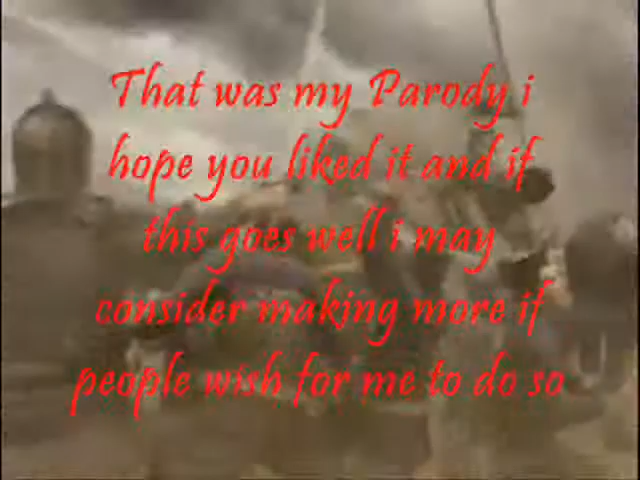 That was my Parody i
hope you liked it and if
this goes well i may
consider making more if
people wish for me to do so